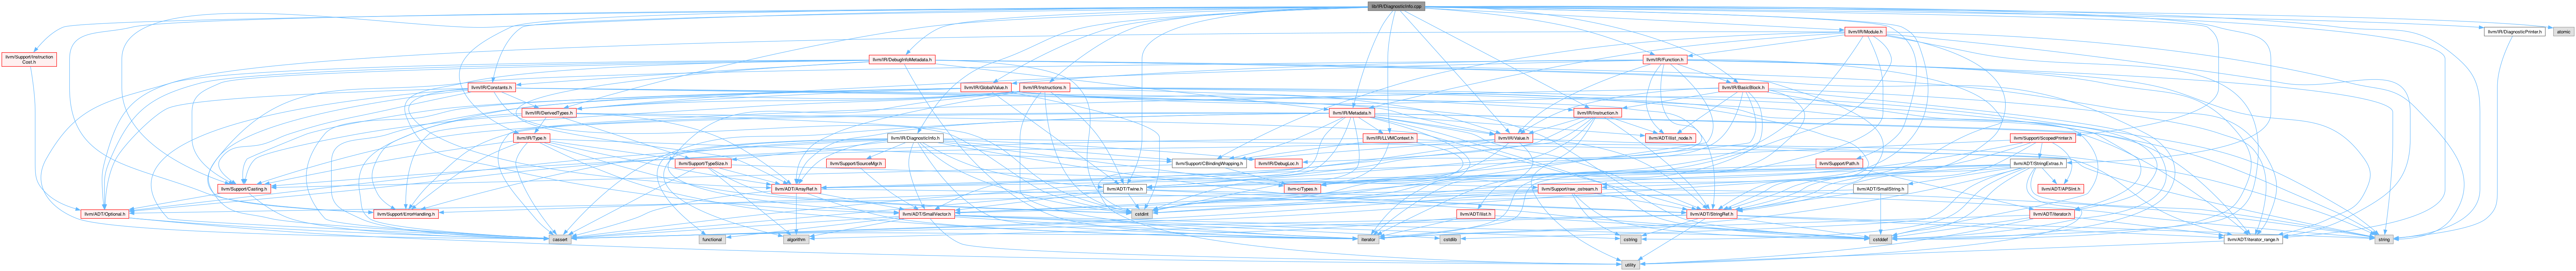 lib/IR/DiagnosticInfo.cpp
llvm/IR/Module.h
llvm/IR/DiagnosticPrinter.h
atomic
llvm/Support/Instruction
Cost.h
llvm/IR/DebugInfoMetadata.h
llvm/IR/Function.h
llvm/IR/Constants.h
llvm/IR/GlobalValue.h
llvm/IR/Instructions.h
llvm/IR/BasicBlock.h
llvm/IR/DerivedTypes.h
llvm/IR/Metadata.h
llvm/IR/Instruction.h
llvm/IR/Type.h
llvm/IR/DiagnosticInfo.h
llvm/IR/LLVMContext.h
llvm/IR/Value.h
llvm/ADT/ilist_node.h
llvm/Support/ScopedPrinter.h
llvm/Support/TypeSize.h
llvm/Support/SourceMgr.h
llvm/Support/CBindingWrapping.h
llvm/IR/DebugLoc.h
llvm/Support/Path.h
llvm/ADT/StringExtras.h
llvm/Support/Casting.h
llvm/ADT/ArrayRef.h
llvm-c/Types.h
llvm/ADT/Twine.h
llvm/Support/raw_ostream.h
llvm/ADT/SmallString.h
llvm/ADT/APSInt.h
llvm/ADT/Optional.h
llvm/Support/ErrorHandling.h
cstdint
llvm/ADT/SmallVector.h
llvm/ADT/ilist.h
llvm/ADT/StringRef.h
llvm/ADT/iterator.h
cassert
functional
algorithm
iterator
cstdlib
cstring
cstddef
llvm/ADT/iterator_range.h
string
utility